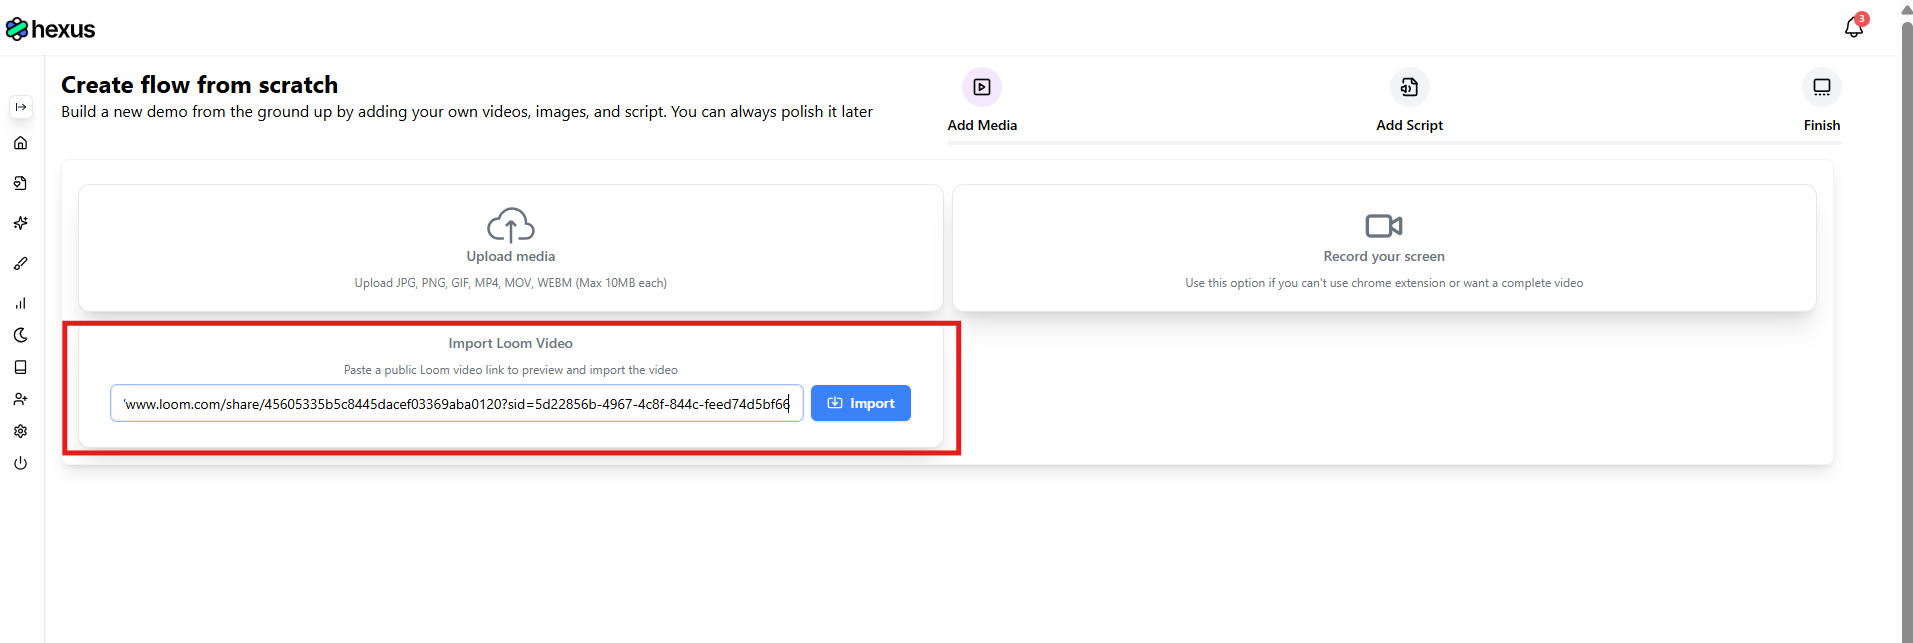 hexus
3
Create flow from scratch
Build a new demo from the ground up by adding your own videos, images, and script. You can always polish it later
Add Media
Add Script
Finish
Upload media
Upload JPG, PNG, GIF, MP4, MOV, WEBM (Max 10MB each)
Record your screen
Use this option if you can't use chrome extension or want a complete video
Import Loom Video
Paste a public Loom video link to preview and import the video
www.loom.com/share/45605335b5c8445dacef03369aba0120?sid=5d22856b-4967-4c8f-844c-feed74d5bf66
Import